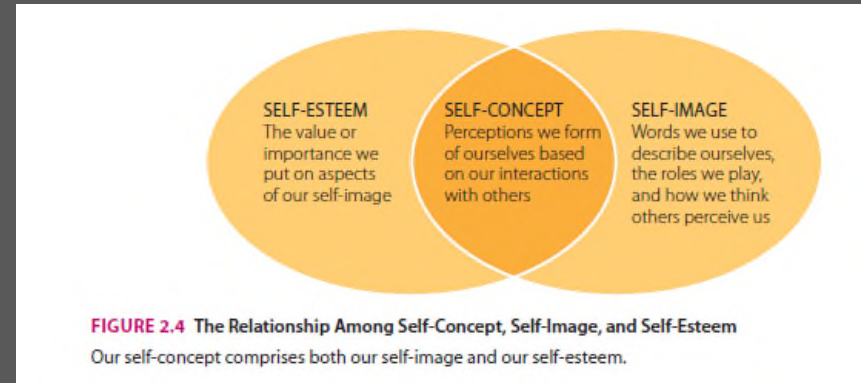 SELF-ESTEEM
The value or
importance we
put on aspects
of our self-image
SELF-CONCEPT
Perceptions we form
of ourselves based
on our interactions
with others
SELF-IMAGE
Words we use to
describe ourselves,
the roles we play,
and how we think
others perceive us
FIGURE 2.4 The Relationship Among Self-Concept, Self-Image, and Self-Esteem
Our self-concept comprises both our self-image and our self-esteem.